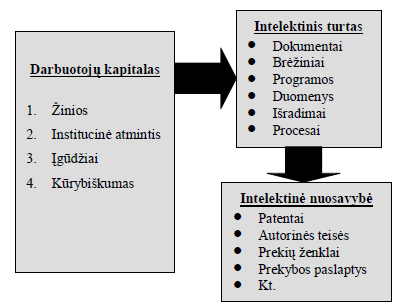 Darbuotojų kapitalas
1. Žinios
2. Institucinė atmintis
3. Įgūdžiai
4. Kūrybiškumas
Intelektinis turtas
● Dokumentai
● Brėžiniai
● Programos
● Duomenys
● Išradimai
● Procesai
Intelektinė nuosavybė
● Patentai
● Autorinės teisės
● Prekių ženklai
● Prekybos paslaptys
● Kt.